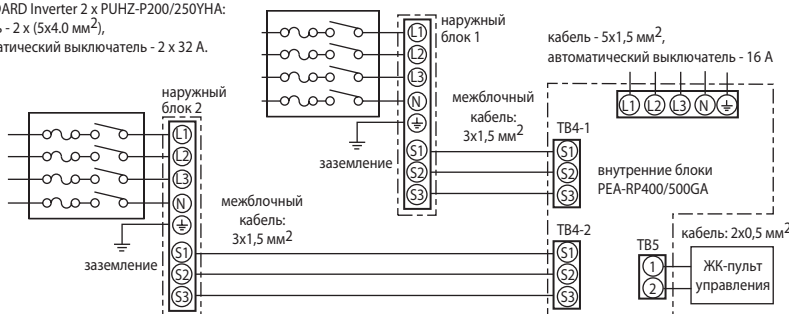 DARD Inverter 2 x PUHZ-P200/250YHA:
- 2 x (5x4.0 мм2),
автоматический выключатель - 2 x 32 А.
наружный
блок 1
L1
L2
L3
N
S1
S2
S3
заземление
межблочный
кабель:
3x1,5 мм2
кабель - 5x1,5 мм2,
автоматический выключатель - 16 А
L1 L2 L3 N
TB4-1
S1
S2
S3
внутренние блоки
PEA-RP400/500GA
наружный
блок 2
L1
L2
L3
N
S1
S2
S3
заземление
межблочный
кабель:
3x1,5 мм2
TB4-2
S1
S2
S3
TB5
1
2
кабель: 2x0,5 мм2
ЖК-пульт
управления